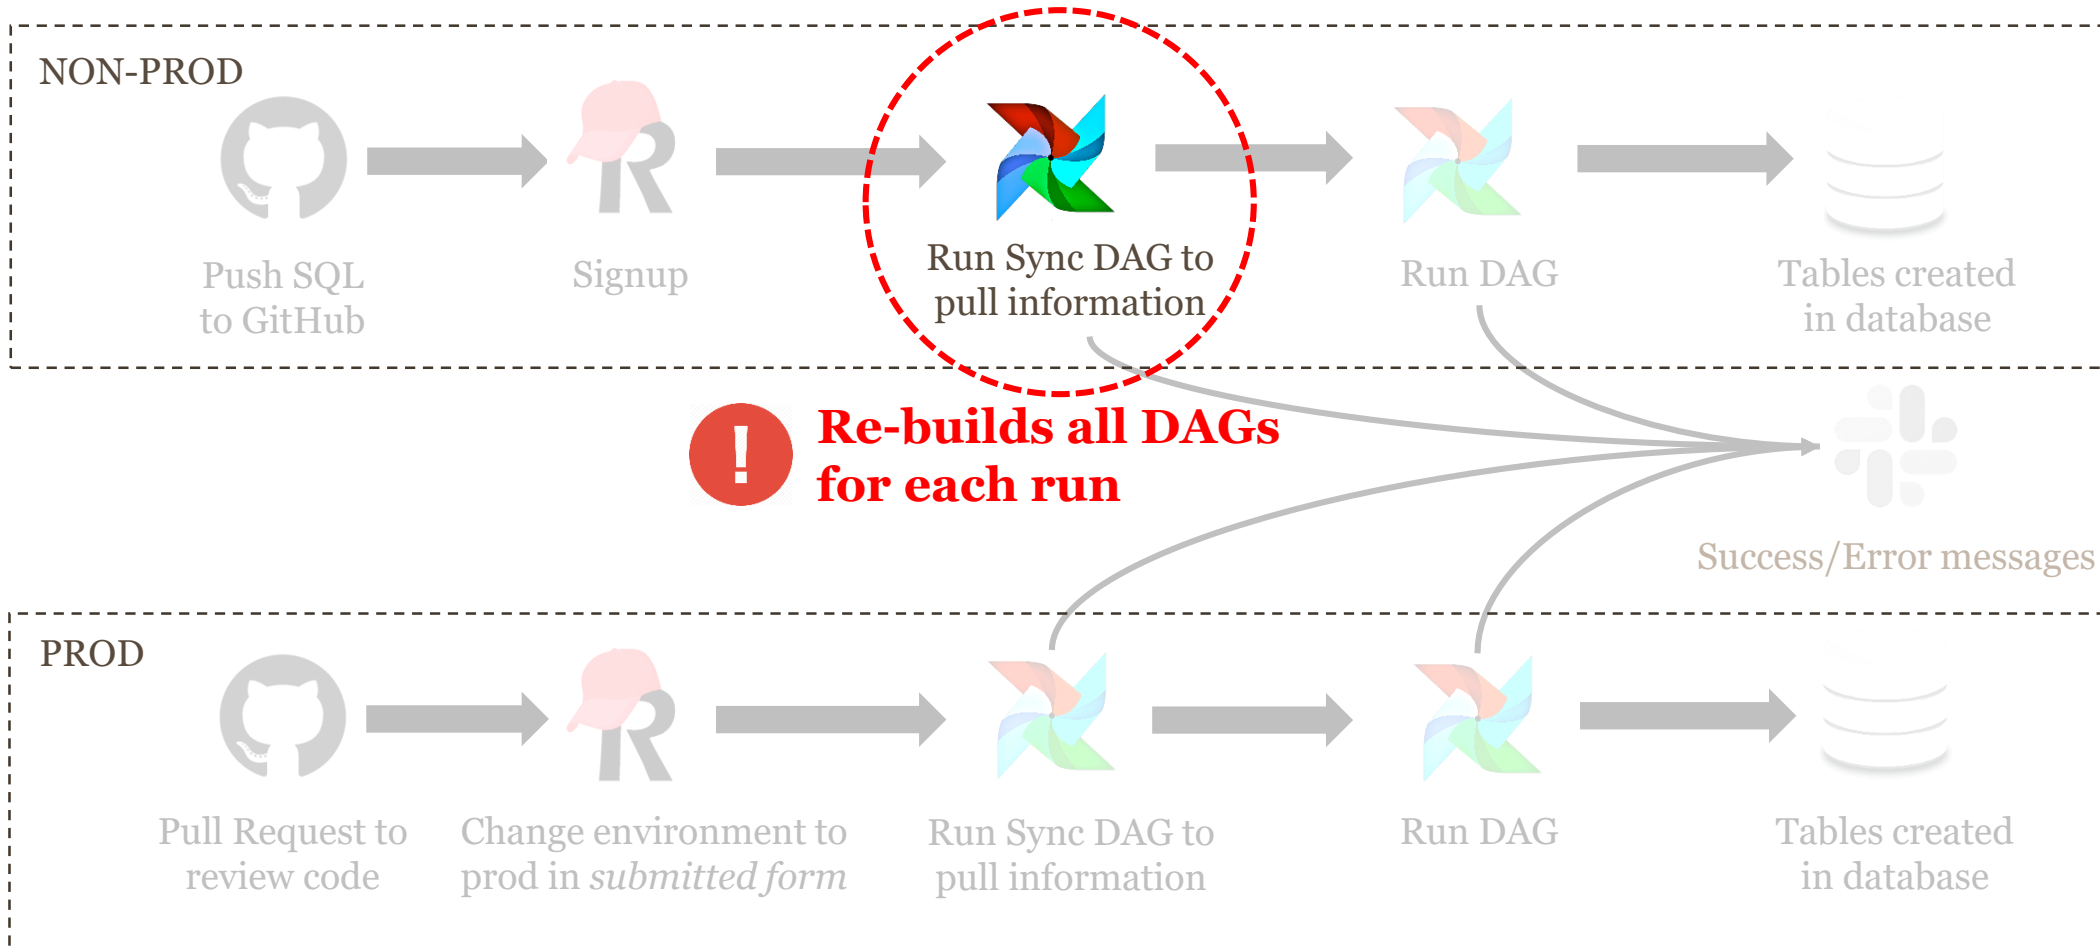 NON-PROD
Push SQL
to GitHub
Signup
Run Sync DAG to
pull information
Run DAG
Tables created
in database
Re-builds all DAGs
for each run
Success/Error messages
PROD
Pull Request to
review code
Change environment to
prod in submitted form
Run Sync DAG to
pull information
Run DAG
Tables created
in database